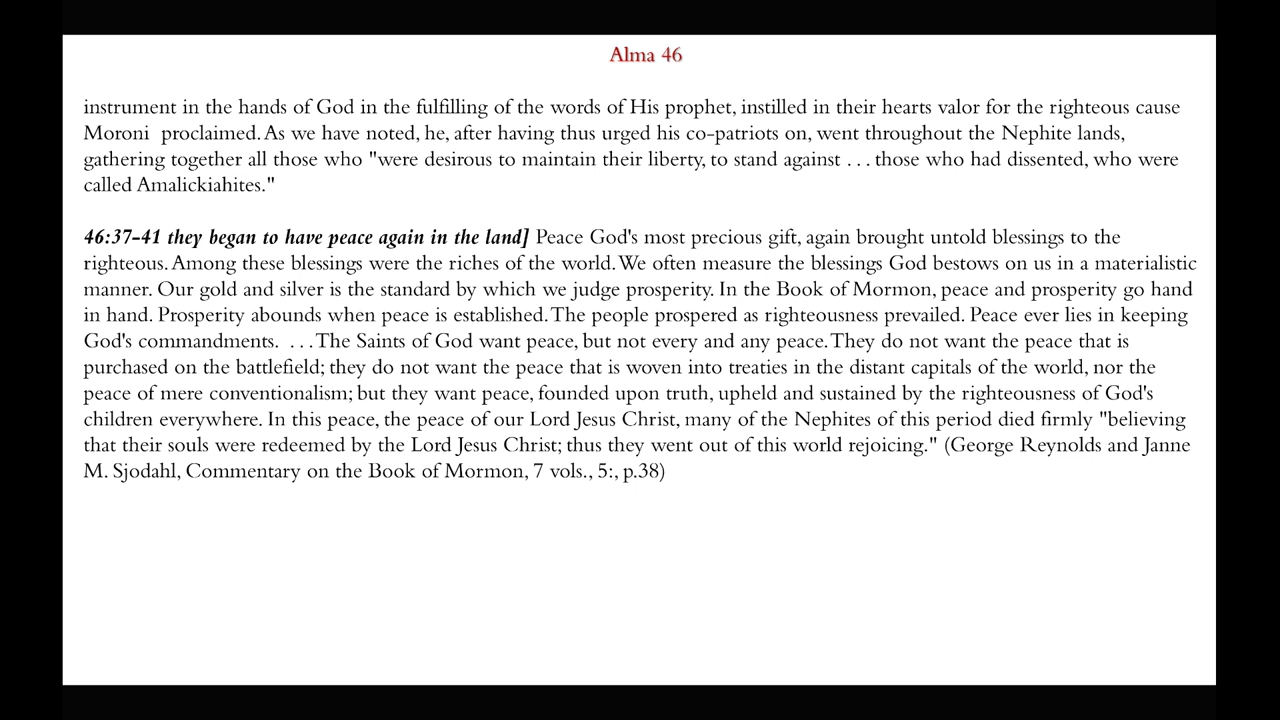 Alma 46
instrument in the hands of God in the fulfilling of the words of His prophet, instilled in their hearts valor for the righteous cause
Moroni  proclaimed. As we have noted, he, after having thus urged his co-patriots on, went throughout the Nephite lands,
gathering together all those who "were desirous to maintain their liberty, to stand against . . . those who had dissented, who were
called Amalickiahites."
46:37-41 they began to have peace again in the land] Peace God's most precious gift, again brought untold blessings to the
righteous. Among these blessings were the riches of the world. We often measure the blessings God bestows on us in a materialistic
manner. Our gold and silver is the standard by which we judge prosperity. In the Book of Mormon, peace and prosperity go hand
in hand. Prosperity abounds when peace is established. The people prospered as righteousness prevailed. Peace ever lies in keeping
God's commandments.  . . . The Saints of God want peace, but not every and any peace. They do not want the peace that is
purchased on the battlefield; they do not want the peace that is woven into treaties in the distant capitals of the world, nor the
peace of mere conventionalism; but they want peace, founded upon truth, upheld and sustained by the righteousness of God's
children everywhere. In this peace, the peace of our Lord Jesus Christ, many of the Nephites of this period died firmly "believing
that their souls were redeemed by the Lord Jesus Christ; thus they went out of this world rejoicing." (George Reynolds and Janne
M. Sjodahl, Commentary on the Book of Mormon, 7 vols., 5:, p.38)